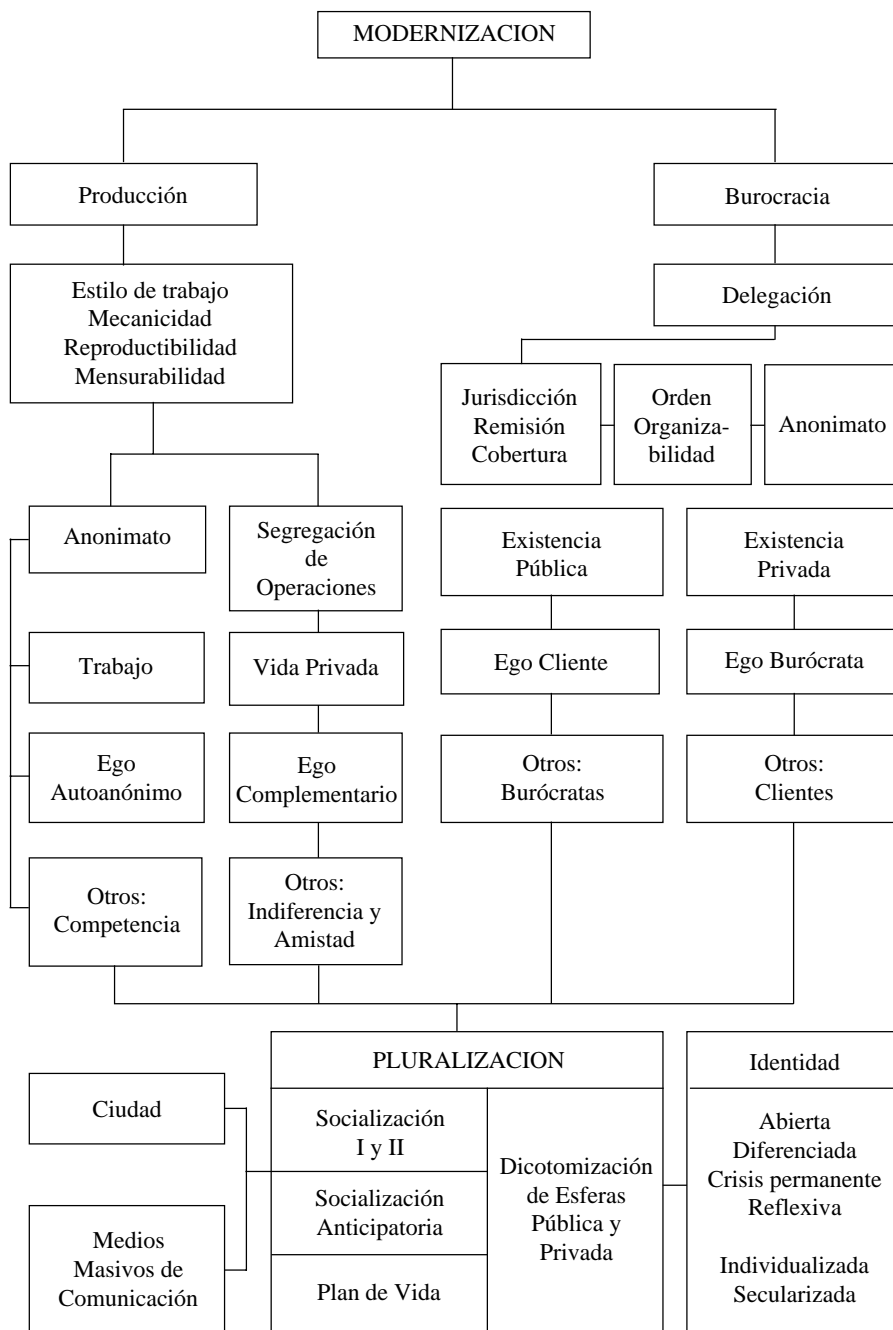 MODERNIZACION
Producción
Burocracia
Estilo de trabajo
Mecanicidad
Reproductibilidad
Mensurabilidad
Delegación
Jurisdicción
Remisión
Cobertura
Orden
Organiza-
bilidad
Anonimato
Anonimato
Segregación
de
Operaciones
Existencia
Pública
Existencia
Privada
Trabajo
Vida Privada
Ego Cliente
Ego Burócrata
Ego
Autoanónimo
Ego
Complementario
Otros:
Burócratas
Otros:
Clientes
Otros:
Competencia
Otros:
Indiferencia y
Amistad
PLURALIZACION
Ciudad
Medios
Masivos de
Comunicación
Socialización
I y II
Socialización
Anticipatoria
Plan de Vida
Dicotomización
de Esferas
Pública y
Privada
Identidad
Abierta
Diferenciada
Crisis permanente
Reflexiva
Individualizada
Secularizada